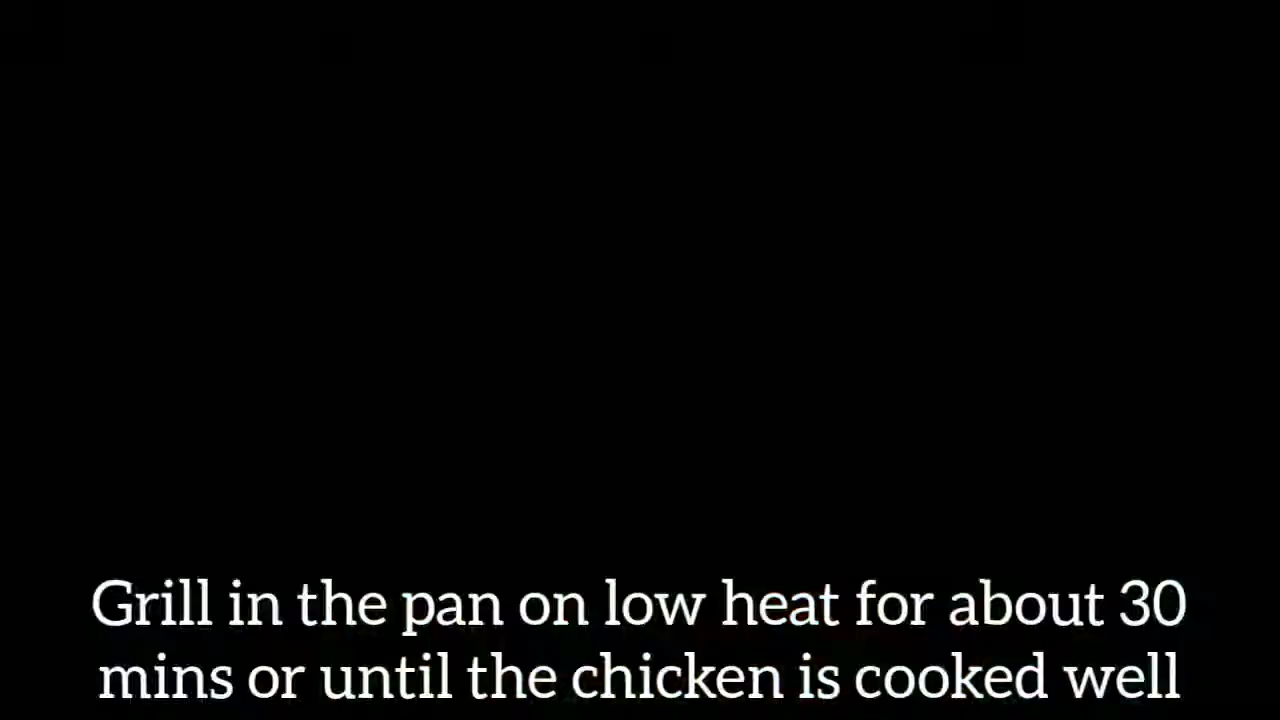 Grill in the pan on low heat for about 30
mins or until the chicken is cooked well